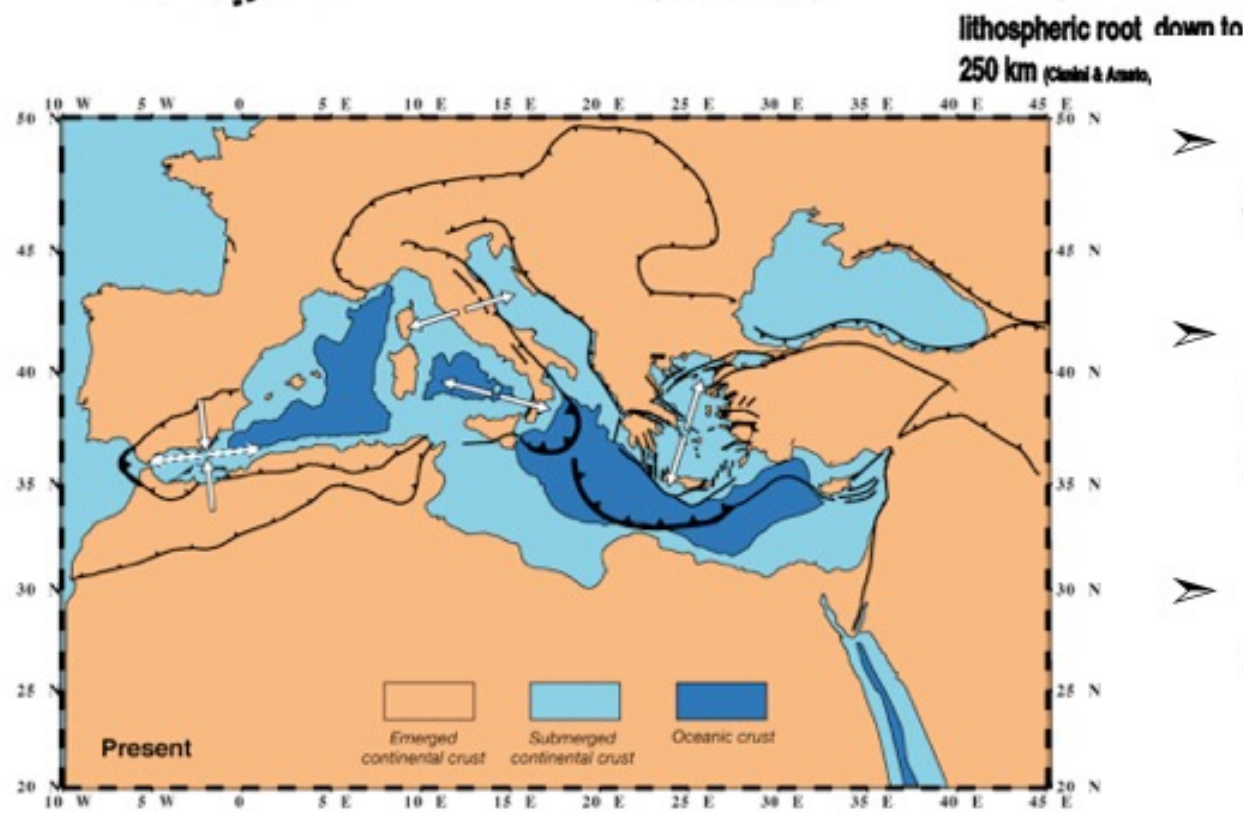 lithospheric root down to
250 km
10 W 5 W 0 5 E 10 E 15 E 20 E 25 E 30 E 35 E 40 E 45 E
50 N 50 N
45 N 45 N
40 N 40 N
35 N 35 N
30 N 30 N
25 N 25 N
Emerged continental crust
Submerged continental crust
Oceanic crust
Present
20 N 20 N
10 W 5 W 0 5 E 10 E 15 E 20 E 25 E 30 E 35 E 40 E 45 E